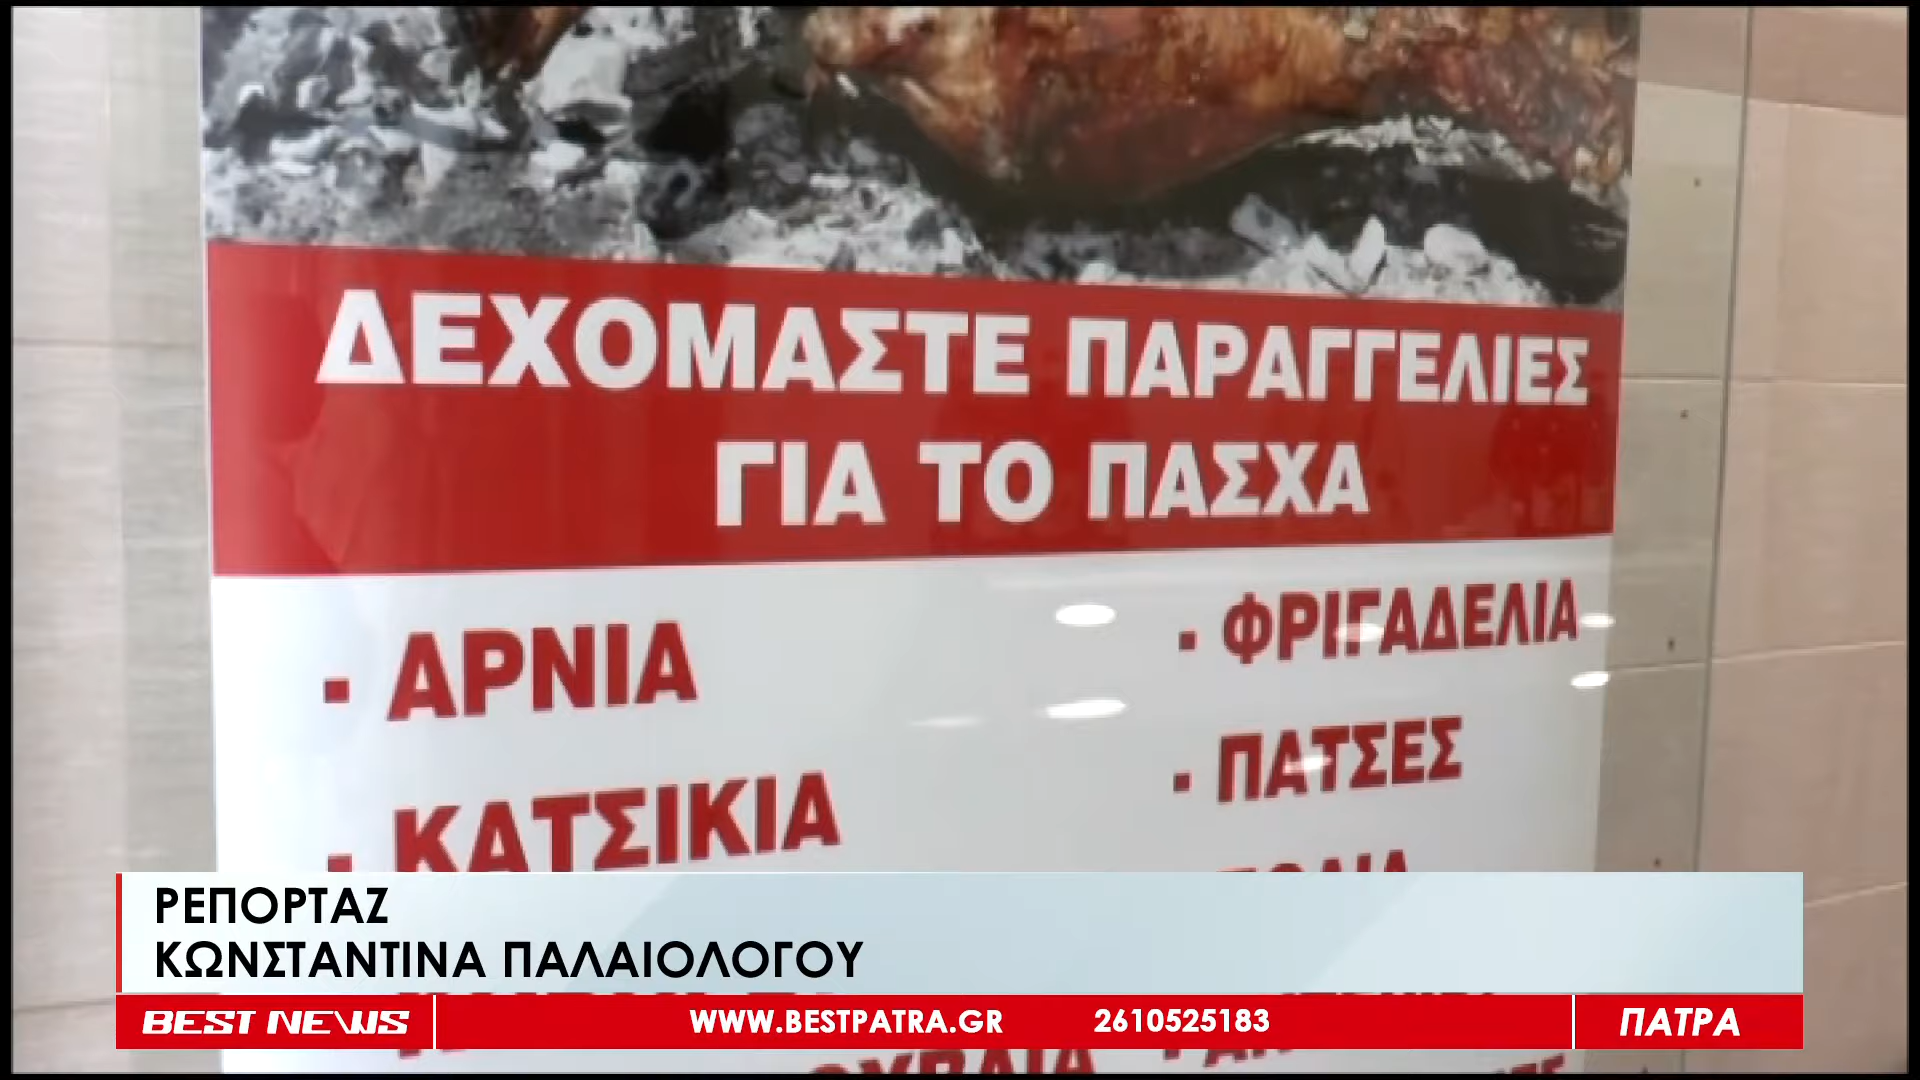 ΔΕΧΟΜΑΣΤΕ ΠΑΡΑΓΓΕΛΙΕΣ
ΓΙΑ ΤΟ ΠΑΣΧΑ
- ΑΡΝΙΑ
- ΚΑΤΣΙΚΙΑ
- ΦΡΙΓΑΔΕΛΙΑ
- ΠΑΤΣΕΣ
ΡΕΠΟΡΤΑΖ
ΚΩΝΣΤΑΝΤΙΝΑ ΠΑΛΑΙΟΛΟΓΟΥ
BEST NEWS WWW.BESTPATRA.GR 2610525183 ΠΑΤΡΑ